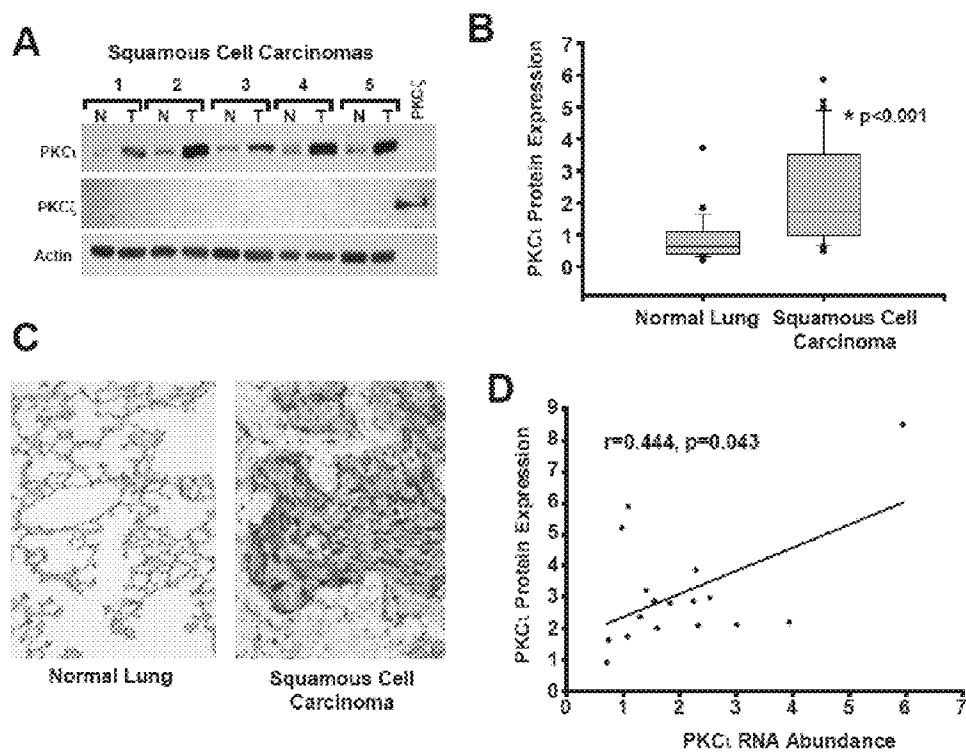 A
Squamous Cell Carcinomas
1 2 3 4 5
N T N T N T N T N T
PKCζ
PKCι
PKCζ
Actin
B
PKCι Protein Expression
7
6
5
4
3
2
1
0
* p<0.001
Normal Lung
Squamous Cell
Carcinoma
C
Normal Lung
Squamous Cell
Carcinoma
D
PKCι Protein Expression
9
8
7
6
5
4
3
2
1
0
r=0.444, p=0.043
0 1 2 3 4 5 6 7
PKCι RNA Abundance